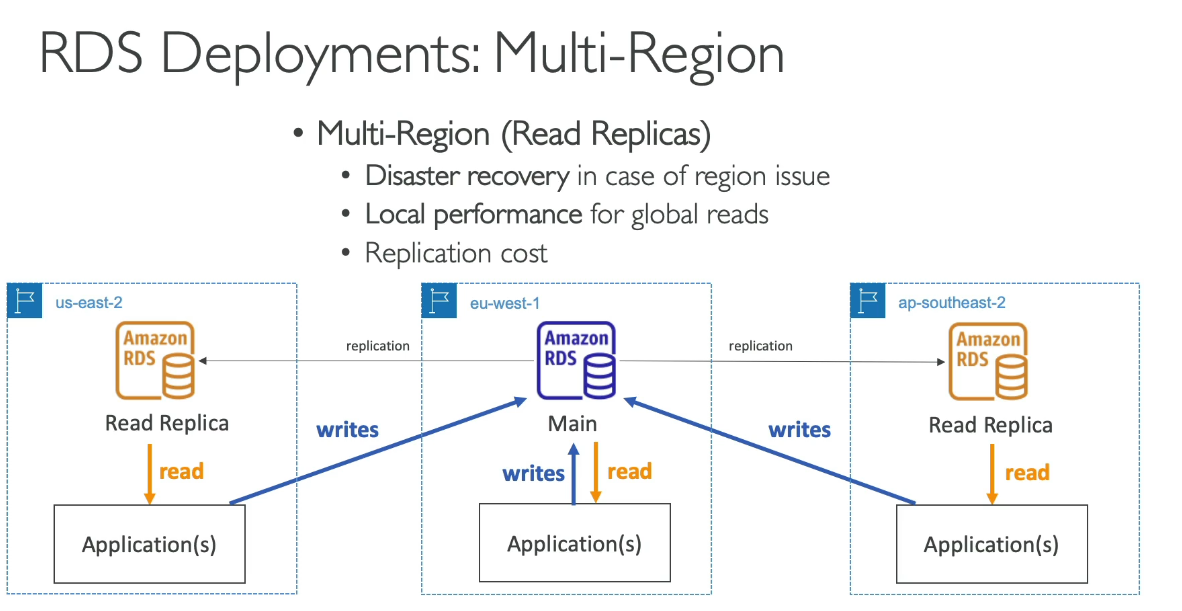 RDS Deployments: Multi-Region
• Multi-Region (Read Replicas)
• Disaster recovery in case of region issue
• Local performance for global reads
• Replication cost
us-east-2
Amazon
RDS
Read Replica
read
Application(s)
replication
writes
eu-west-1
Amazon
RDS
Main
writes
read
Application(s)
replication
writes
ap-southeast-2
Amazon
RDS
Read Replica
read
Application(s)